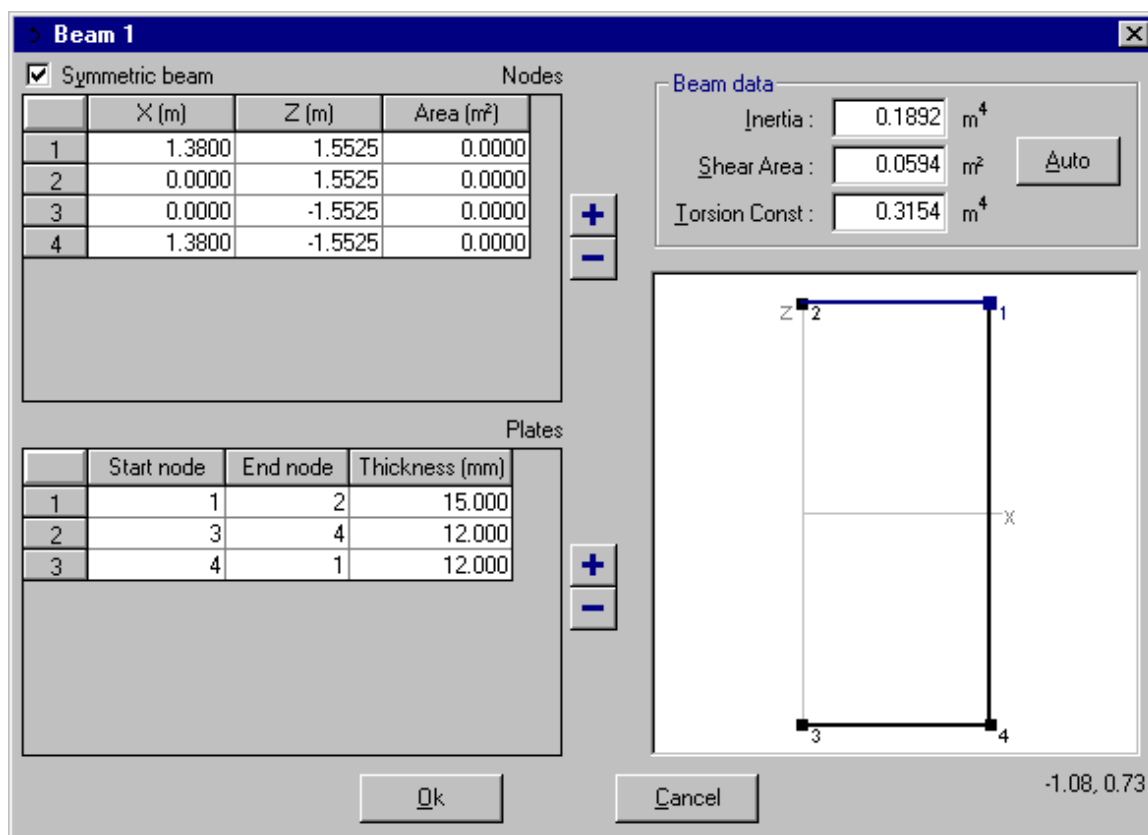 Beam 1
Symmetric beam
Nodes
X (m) Z (m) Area (m²)
1 1.3800 1.5525 0.0000
2 0.0000 1.5525 0.0000
3 0.0000 -1.5525 0.0000
4 1.3800 -1.5525 0.0000
+
−
Plates
Start node End node Thickness (mm)
1 1 2 15.000
2 3 4 12.000
3 4 1 12.000
+
−
Beam data
Inertia : 0.1892 m⁴
Shear Area : 0.0594 m²
Torsion Const : 0.3154 m⁴
Auto
Z 2 1
X
3 4
-1.08, 0.73
Ok Cancel